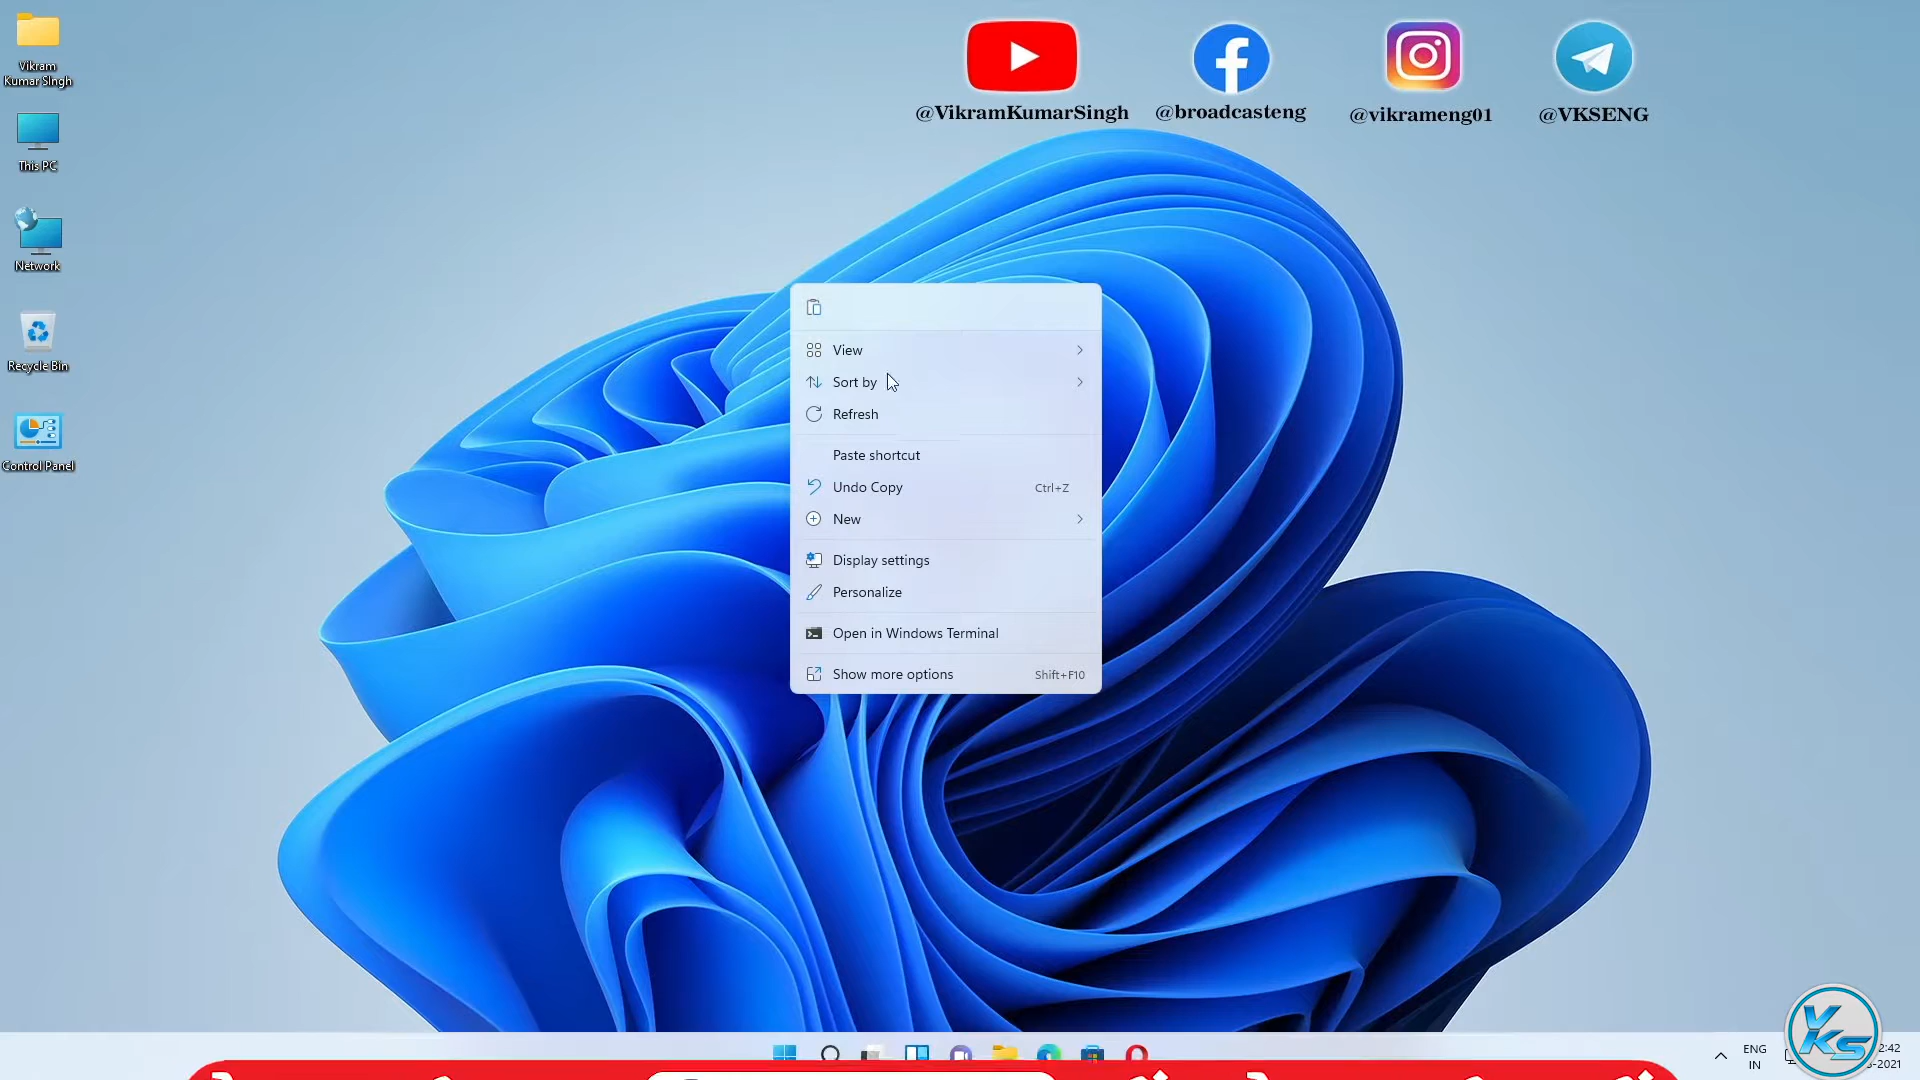 @VikramKumarSingh
@broadcasteng
@vikrameng01
@VKSENG
Vikram
Kumar SIngh
This PC
Network
Recycle Bin
Control Panel
View
Sort by
Refresh
Paste shortcut
Undo Copy Ctrl+Z
New
Display settings
Personalize
Open in Windows Terminal
Show more options Shift+F10
ENG
IN
2:42
-2021
VKS